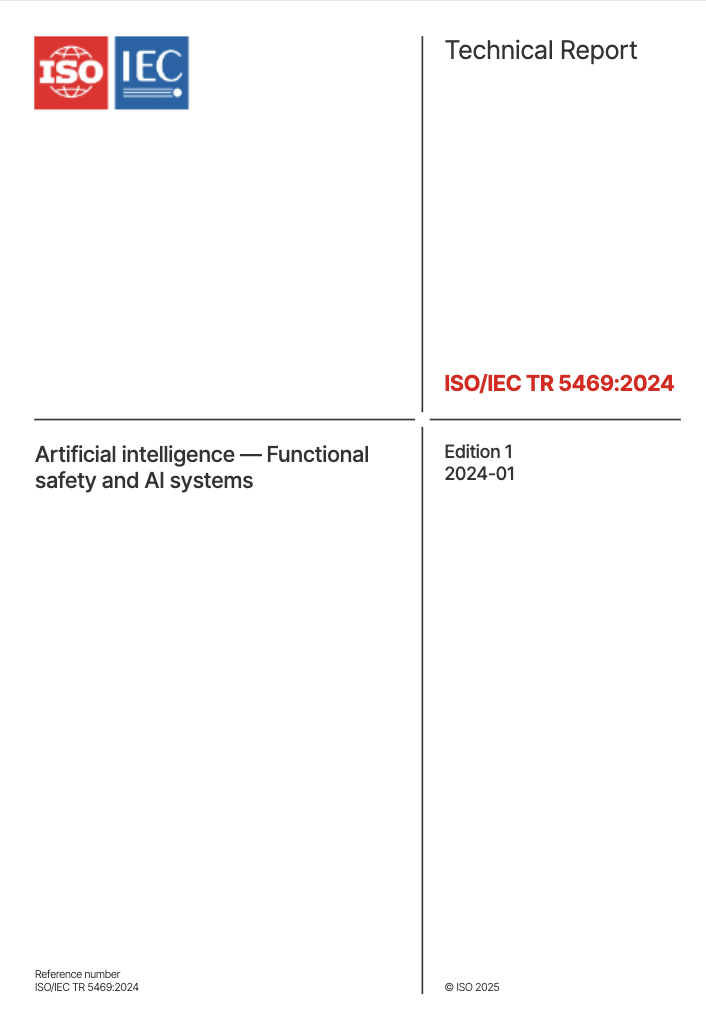 ISO IEC
Technical Report
ISO/IEC TR 5469:2024
Artificial intelligence — Functional
safety and AI systems
Edition 1
2024-01
Reference number
ISO/IEC TR 5469:2024
© ISO 2025